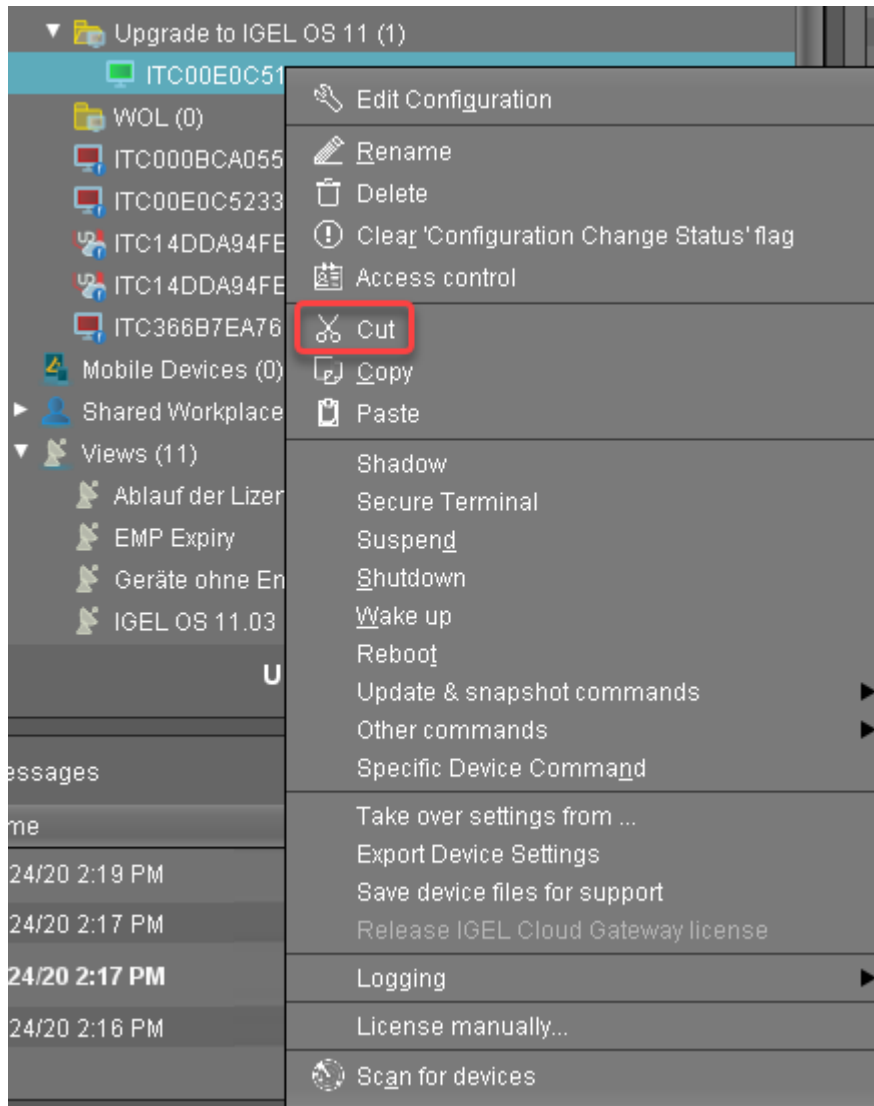 Upgrade to IGEL OS 11 (1)
ITC00E0C51
WOL (0)
ITC000BCA055
ITC00E0C5233
ITC14DDA94FE
ITC14DDA94FE
ITC366B7EA76
Mobile Devices (0)
Shared Workplace
Views (11)
Ablauf der Lizen
EMP Expiry
Geräte ohne En
IGEL OS 11.03
U
essages
me
24/20 2:19 PM
24/20 2:17 PM
24/20 2:17 PM
24/20 2:16 PM
Edit Configuration
Rename
Delete
Clear 'Configuration Change Status' flag
Access control
Cut
Copy
Paste
Shadow
Secure Terminal
Suspend
Shutdown
Wake up
Reboot
Update & snapshot commands
Other commands
Specific Device Command
Take over settings from ...
Export Device Settings
Save device files for support
Release IGEL Cloud Gateway license
Logging
License manually...
Scan for devices